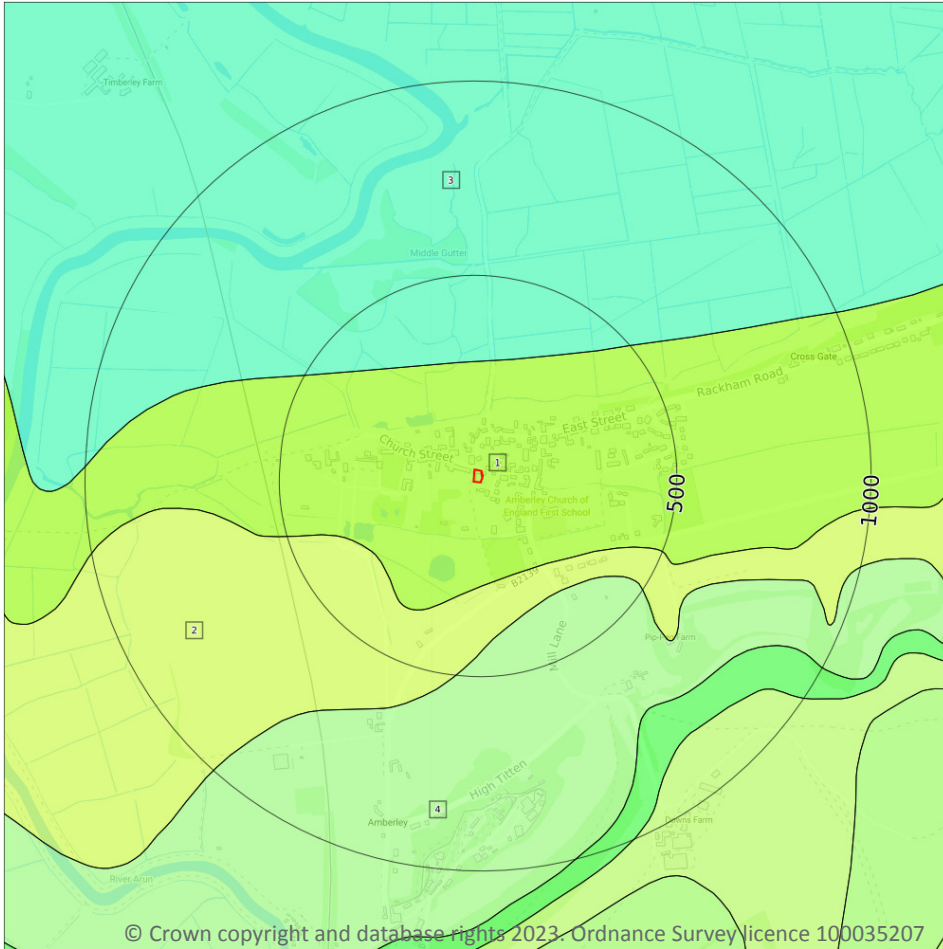 Timberley Farm
3
Middle Gutter
Cross Gate
Rackham Road
East Street
Church Street
1
500
1000
Amberley Church of
England First School
B2139
2
Mill Lane
Pip-Pin Farm
High Titten
4
Amberley
Downs Farm
River Arun
© Crown copyright and database rights 2023. Ordnance Survey licence 100035207